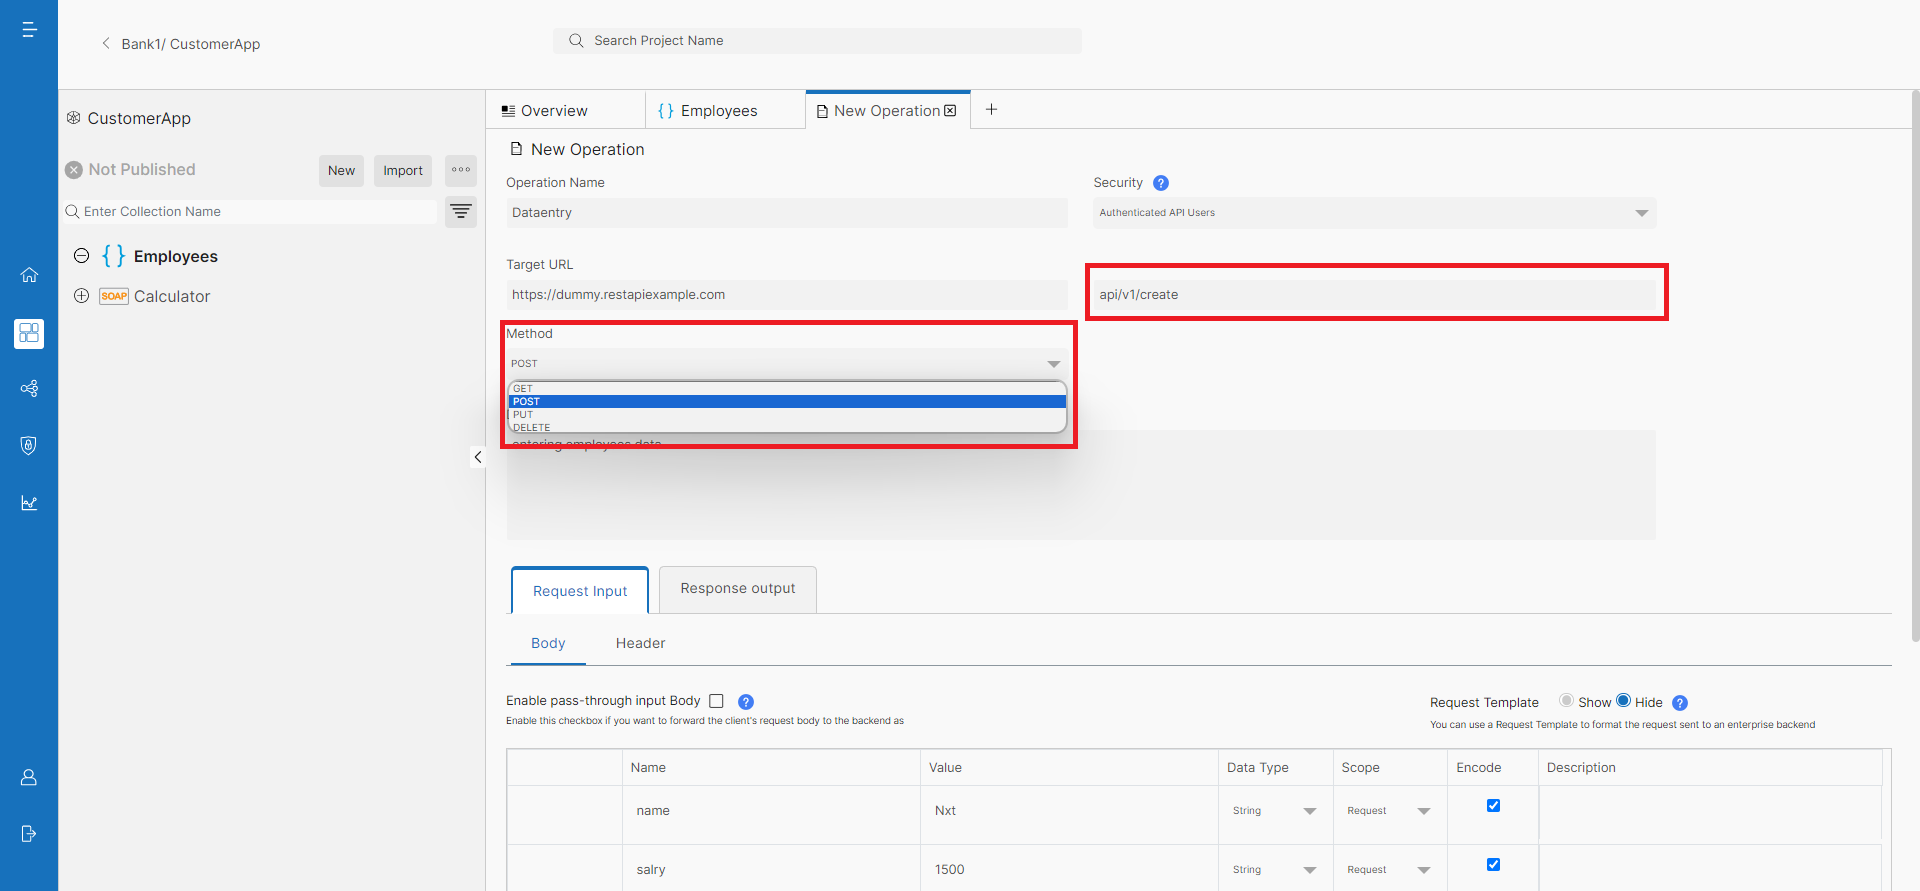 Bank1/ CustomerApp
Search Project Name
CustomerApp
Not Published
New
Import
Enter Collection Name
Employees
SOAP
Calculator
Overview
Employees
New Operation
New Operation
Operation Name
Security
Dataentry
Authenticated API Users
Target URL
https://dummy.restapiexample.com
api/v1/create
Method
POST
GET
POST
PUT
DELETE
entering employees data
Request Input
Response output
Body
Header
Enable pass-through input Body
Enable this checkbox if you want to forward the client's request body to the backend as
Request Template
Show
Hide
You can use a Request Template to format the request sent to an enterprise backend
Name Value Data Type Scope Encode Description
name Nxt String Request
salry 1500 String Request